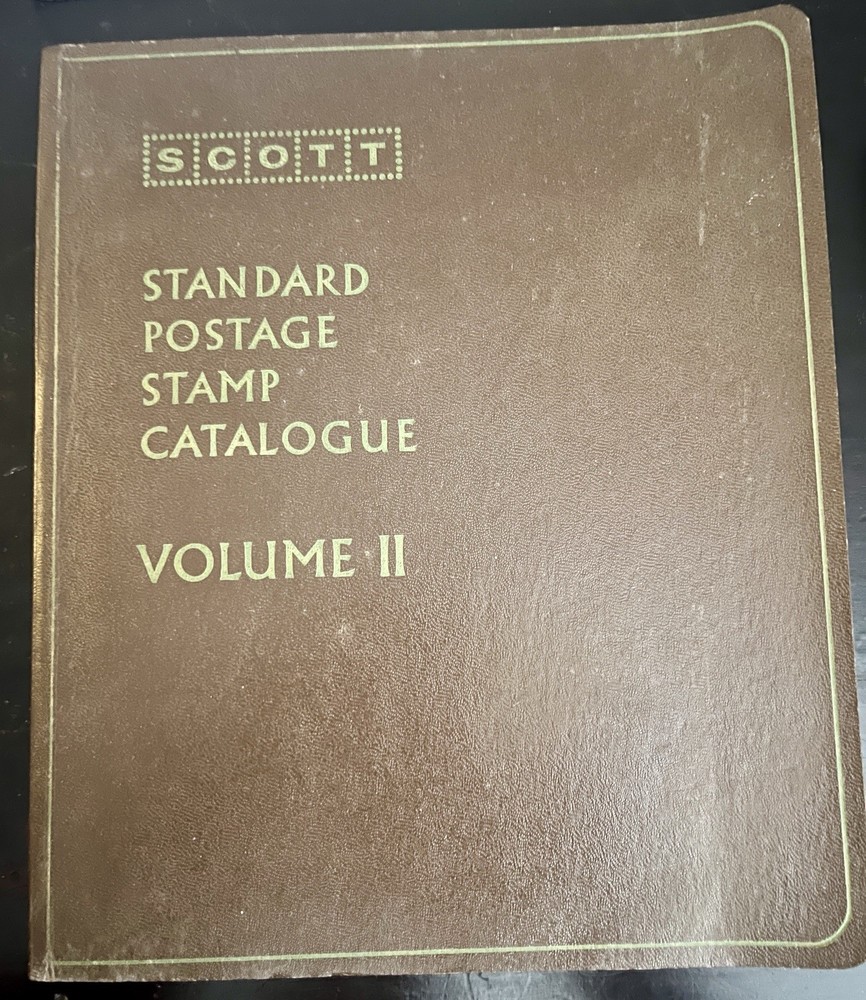 SCOTT
STANDARD
POSTAGE
STAMP
CATALOGUE
VOLUME II